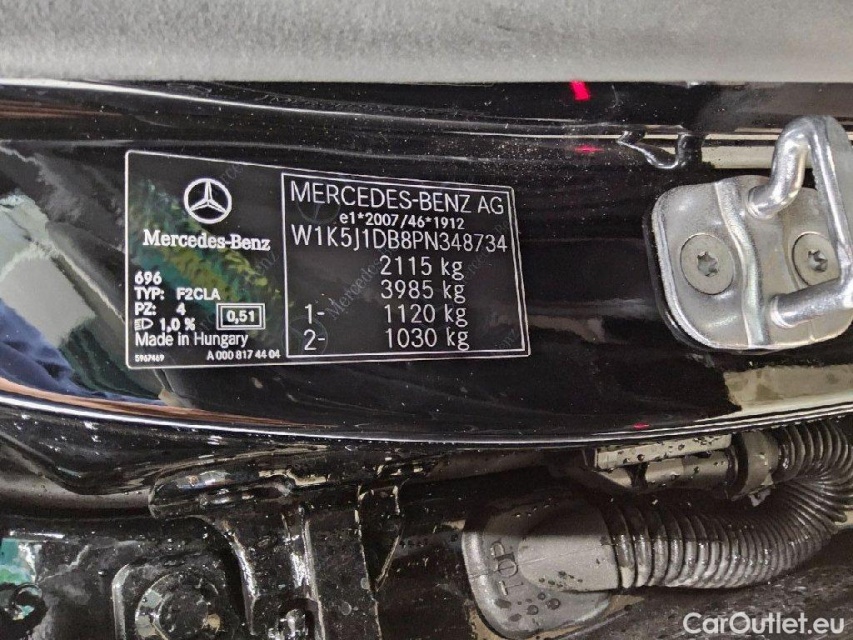 Mercedes-Benz
696
TYP: F2CLA
PZ: 4
1,0 % 0,51
Made in Hungary
5967469 A 000 817 44 04
MERCEDES-BENZ AG
e1*2007/46*1912
W1K5J1DB8PN348734
2115 kg
3985 kg
1- 1120 kg
2- 1030 kg
TOP
CarOutlet.eu